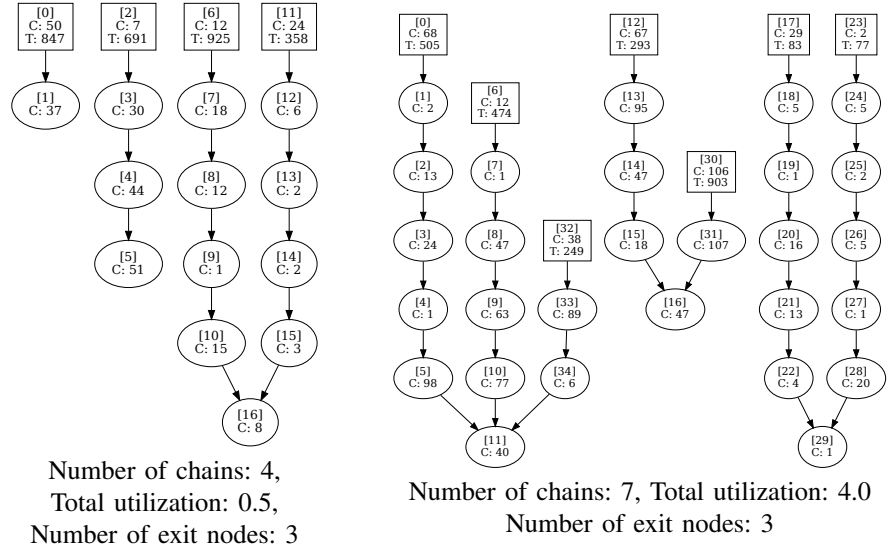 [0]
C: 50
T: 847
[2]
C: 7
T: 691
[6]
C: 12
T: 925
[11]
C: 24
T: 358
[1]
C: 37
[3]
C: 30
[7]
C: 18
[12]
C: 6
[4]
C: 44
[8]
C: 12
[13]
C: 2
[5]
C: 51
[9]
C: 1
[14]
C: 2
[10]
C: 15
[15]
C: 3
[16]
C: 8
Number of chains: 4,
Total utilization: 0.5,
Number of exit nodes: 3
[0]
C: 68
T: 505
[12]
C: 67
T: 293
[17]
C: 29
T: 83
[23]
C: 2
T: 77
[1]
C: 2
[6]
C: 12
T: 474
[13]
C: 95
[18]
C: 5
[24]
C: 5
[2]
C: 13
[7]
C: 1
[14]
C: 47
[30]
C: 106
T: 903
[19]
C: 1
[25]
C: 2
[3]
C: 24
[8]
C: 47
[32]
C: 38
T: 249
[15]
C: 18
[31]
C: 107
[20]
C: 16
[26]
C: 5
[4]
C: 1
[9]
C: 63
[33]
C: 89
[16]
C: 47
[21]
C: 13
[27]
C: 1
[5]
C: 98
[10]
C: 77
[34]
C: 6
[22]
C: 4
[28]
C: 20
[11]
C: 40
[29]
C: 1
Number of chains: 7, Total utilization: 4.0
Number of exit nodes: 3